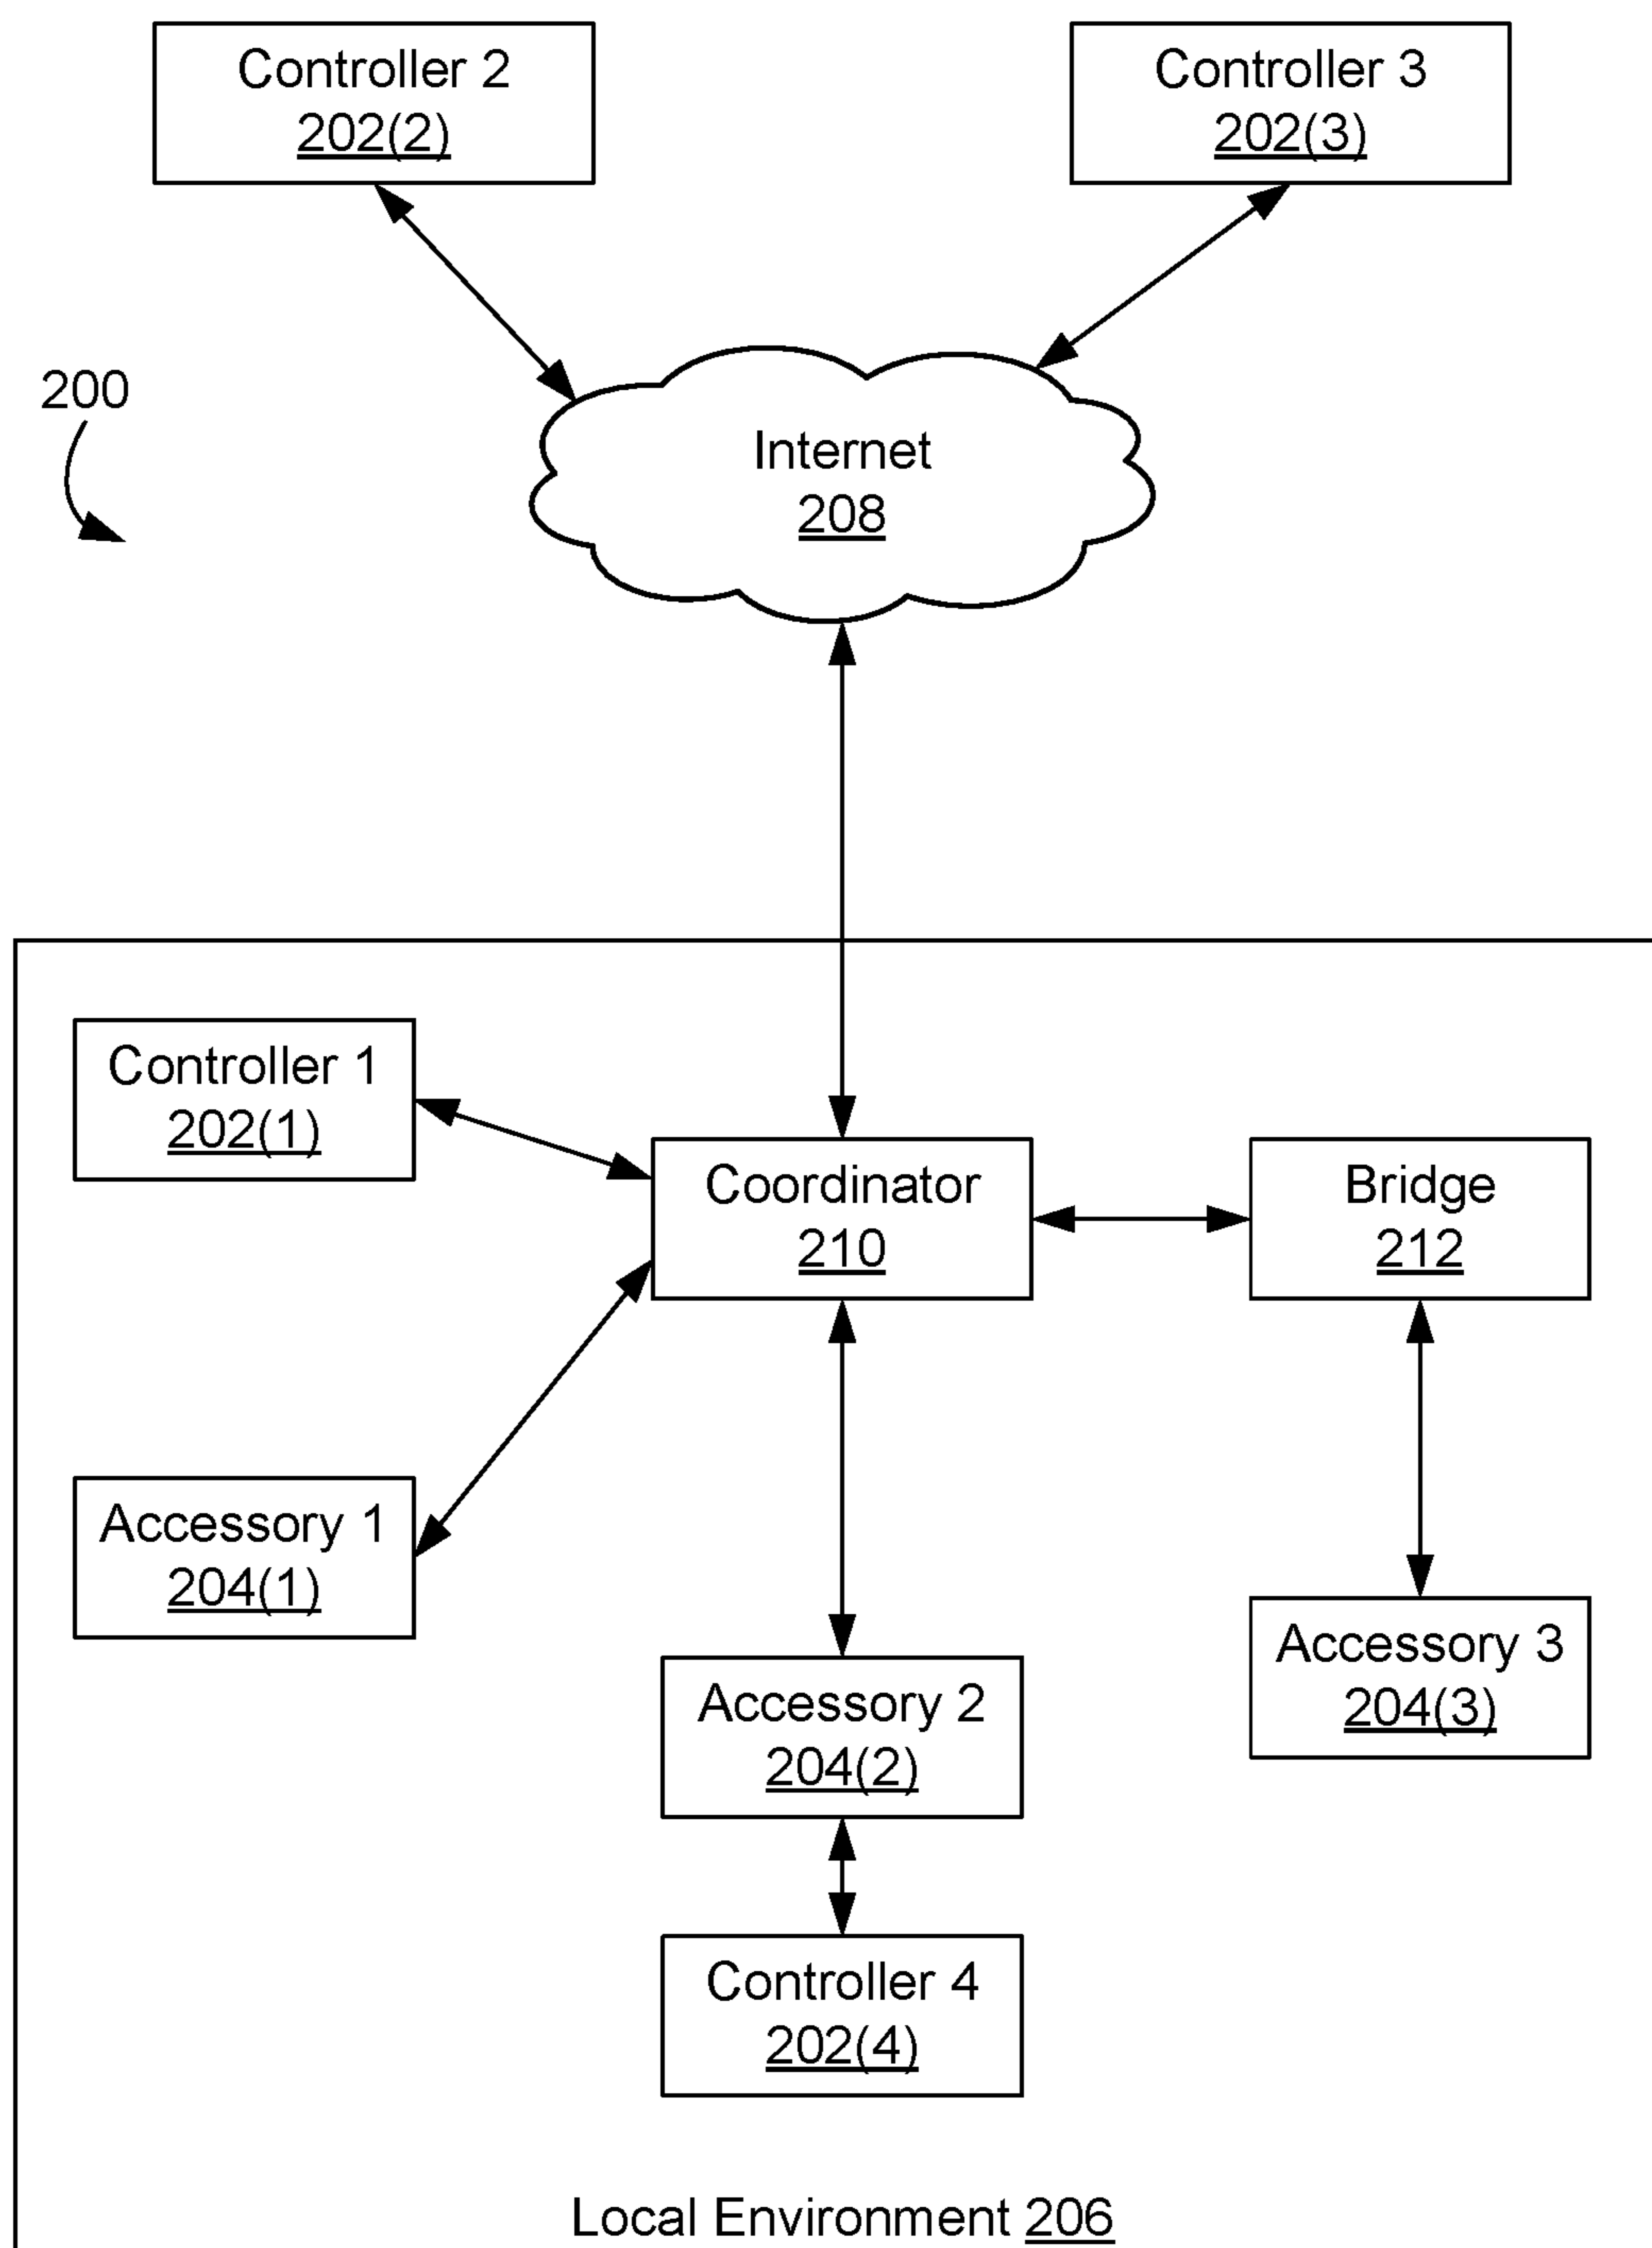 Controller 2
202(2)
Controller 3
202(3)
200
Internet
208
Controller 1
202(1)
Coordinator
210
Bridge
212
Accessory 1
204(1)
Accessory 2
204(2)
Accessory 3
204(3)
Controller 4
202(4)
Local Environment 206